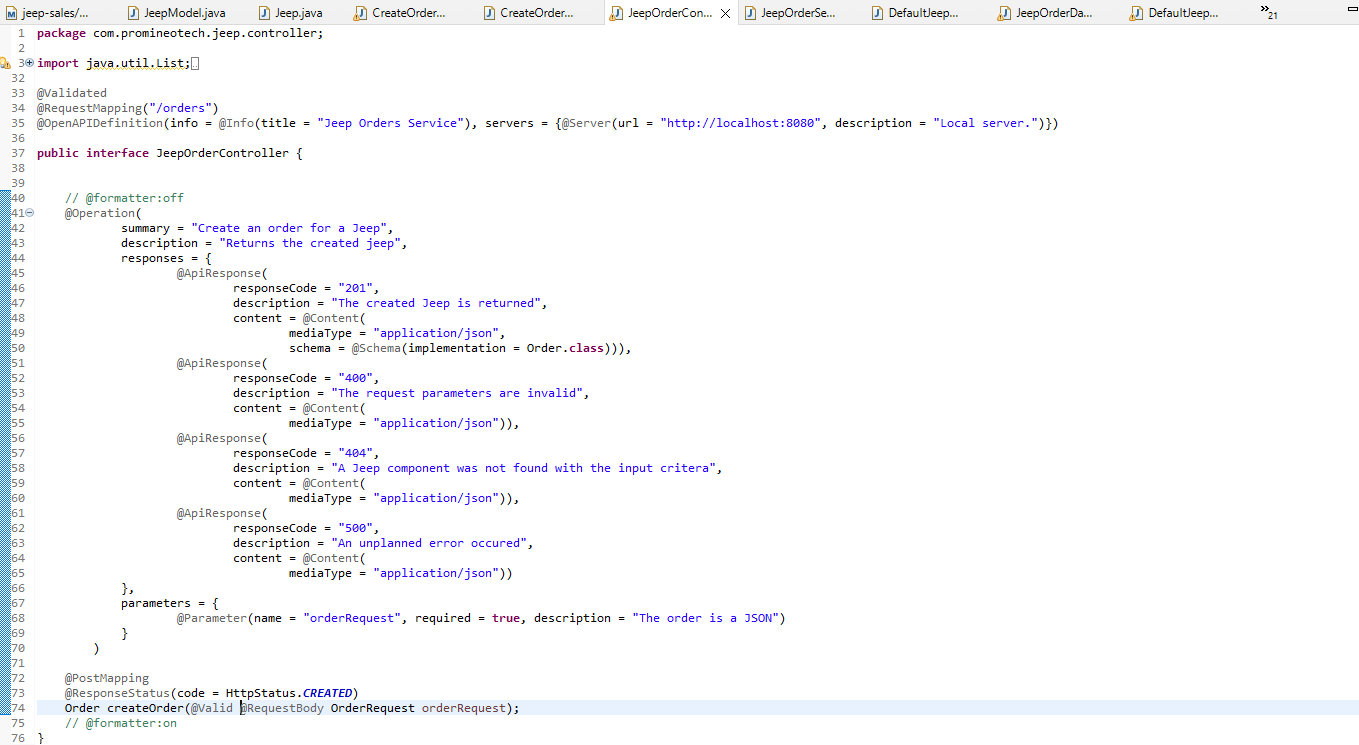 jeep-sales/... JeepModel.java Jeep.java CreateOrder... CreateOrder... JeepOrderCon... JeepOrderSe... DefaultJeep... JeepOrderDa... DefaultJeep... »21
1 package com.promineotech.jeep.controller;
2
3 import java.util.List;
32
33 @Validated
34 @RequestMapping("/orders")
35 @OpenAPIDefinition(info = @Info(title = "Jeep Orders Service"), servers = {@Server(url = "http://localhost:8080", description = "Local server.")})
36
37 public interface JeepOrderController {
38
39
40 // @formatter:off
41 @Operation(
42 summary = "Create an order for a Jeep",
43 description = "Returns the created jeep",
44 responses = {
45 @ApiResponse(
46 responseCode = "201",
47 description = "The created Jeep is returned",
48 content = @Content(
49 mediaType = "application/json",
50 schema = @Schema(implementation = Order.class))),
51 @ApiResponse(
52 responseCode = "400",
53 description = "The request parameters are invalid",
54 content = @Content(
55 mediaType = "application/json")),
56 @ApiResponse(
57 responseCode = "404",
58 description = "A Jeep component was not found with the input critera",
59 content = @Content(
60 mediaType = "application/json")),
61 @ApiResponse(
62 responseCode = "500",
63 description = "An unplanned error occured",
64 content = @Content(
65 mediaType = "application/json"))
66 },
67 parameters = {
68 @Parameter(name = "orderRequest", required = true, description = "The order is a JSON")
69 }
70 )
71
72 @PostMapping
73 @ResponseStatus(code = HttpStatus.CREATED)
74 Order createOrder(@Valid @RequestBody OrderRequest orderRequest);
75 // @formatter:on
76 }